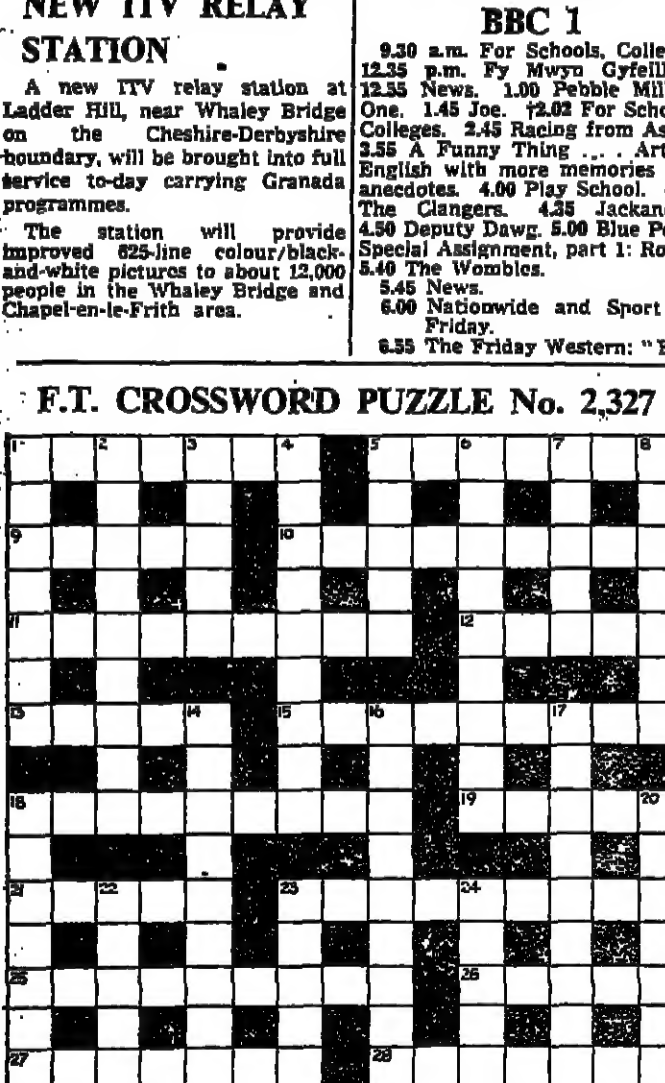 NEW ITV RELAY
STATION
A new ITV relay station at
Ladder Hill, near Whaley Bridge
on the Cheshire-Derbyshire
boundary, will be brought into full
service to-day carrying Granada
programmes.
The station will provide
improved 625-line colour/black-
and-white pictures to about 12,000
people in the Whaley Bridge and
Chapel-en-le-Frith area.
BBC 1
9.30 a.m. For Schools, Colle
12.35 p.m. Fy Mwyn Gyfeill
12.55 News. 1.00 Pebble Mil
One. 1.45 Joe. †2.02 For Scho
Colleges. 2.45 Racing from As
3.55 A Funny Thing . . . Art
English with more memories
anecdotes. 4.00 Play School.
The Clangers. 4.35 Jackan
4.50 Deputy Dawg. 5.00 Blue Pe
Special Assignment, part 1: Ro
5.40 The Wombles.
5.45 News.
6.00 Nationwide and Sport
Friday.
6.55 The Friday Western: "
F.T. CROSSWORD PUZZLE No. 2,327
1 2 3 4 5 6 7 8
9 10
11 12
13 14 15 16 17
18 19 20
21 22 23 24
25 26
27 28